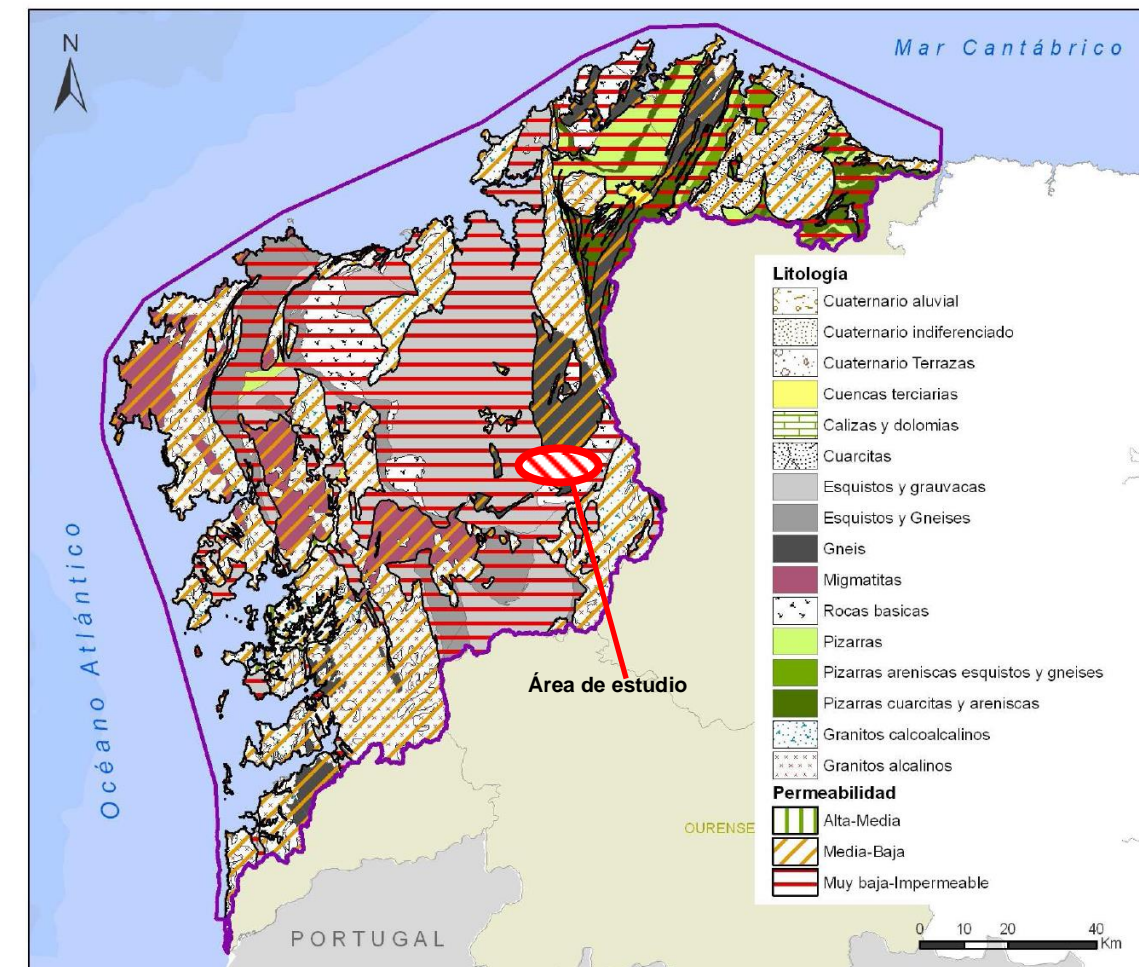 N
Mar Cantábrico
Océano Atlántico
Litología
Cuaternario aluvial
Cuaternario indiferenciado
Cuaternario Terrazas
Cuencas terciarias
Calizas y dolomias
Cuarcitas
Esquistos y grauvacas
Esquistos y Gneises
Gneis
Migmatitas
Rocas basicas
Pizarras
Pizarras areniscas esquistos y gneises
Pizarras cuarcitas y areniscas
Granitos calcoalcalinos
Granitos alcalinos
Permeabilidad
Alta-Media
Media-Baja
Muy baja-Impermeable
Área de estudio
OURENSE
PORTUGAL
0 10 20 40
Km